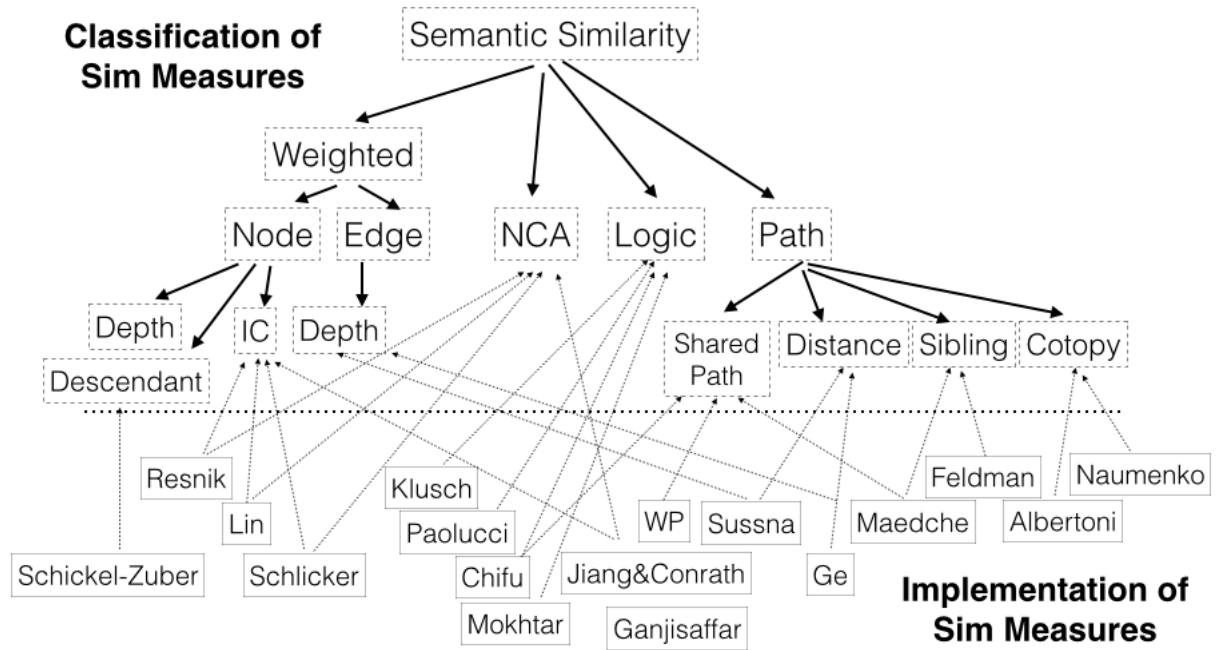 Classification of
Sim Measures
Semantic Similarity
Weighted
Node
Edge
NCA
Logic
Path
Depth
IC
Depth
Shared
Path
Distance
Sibling
Cotopy
Descendant
Resnik
Klusch
Feldman
Naumenko
Lin
Paolucci
WP
Sussna
Maedche
Albertoni
Schickel-Zuber
Schlicker
Chifu
Jiang&Conrath
Ge
Mokhtar
Ganjisaffar
Implementation of
Sim Measures